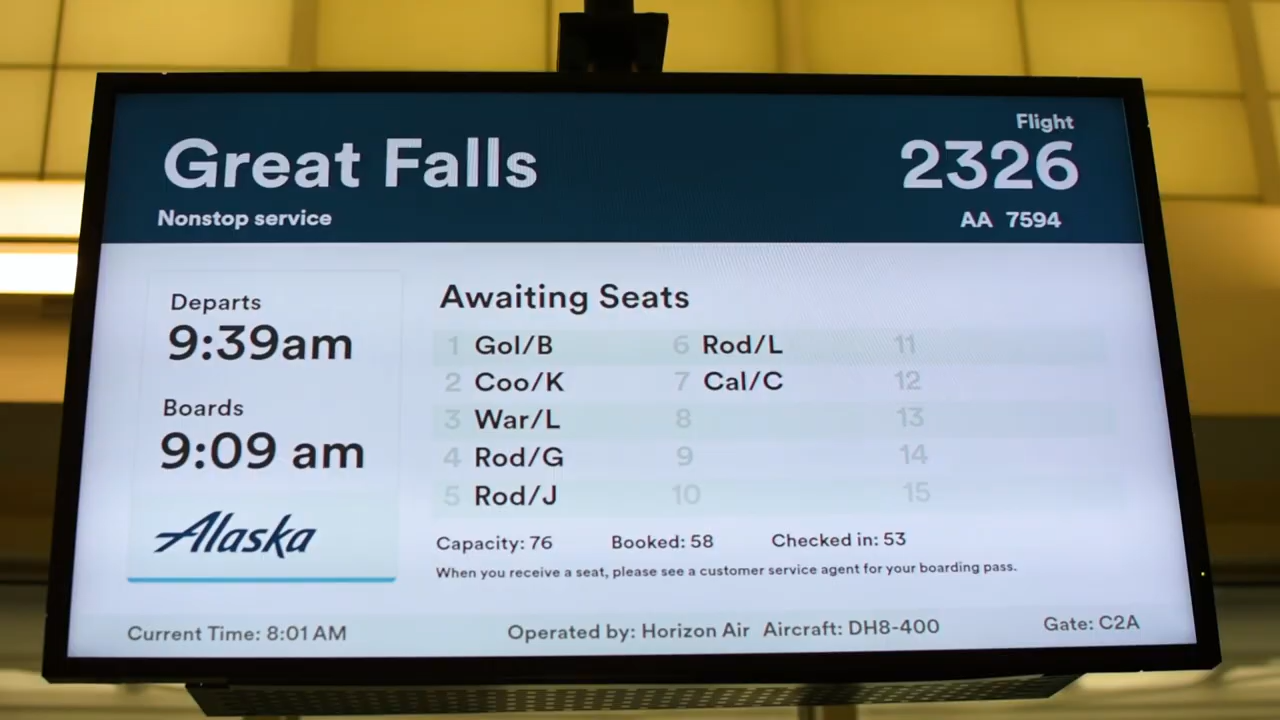 Great Falls
Nonstop service
Flight
2326
AA 7594
Departs
9:39am
Boards
9:09 am
Alaska
Awaiting Seats
1 Gol/B 6 Rod/L 11
2 Coo/K 7 Cal/C 12
3 War/L 8 13
4 Rod/G 9 14
5 Rod/J 10 15
Capacity: 76 Booked: 58 Checked in: 53
When you receive a seat, please see a customer service agent for your boarding pass.
Current Time: 8:01 AM Operated by: Horizon Air Aircraft: DH8-400 Gate: C2A